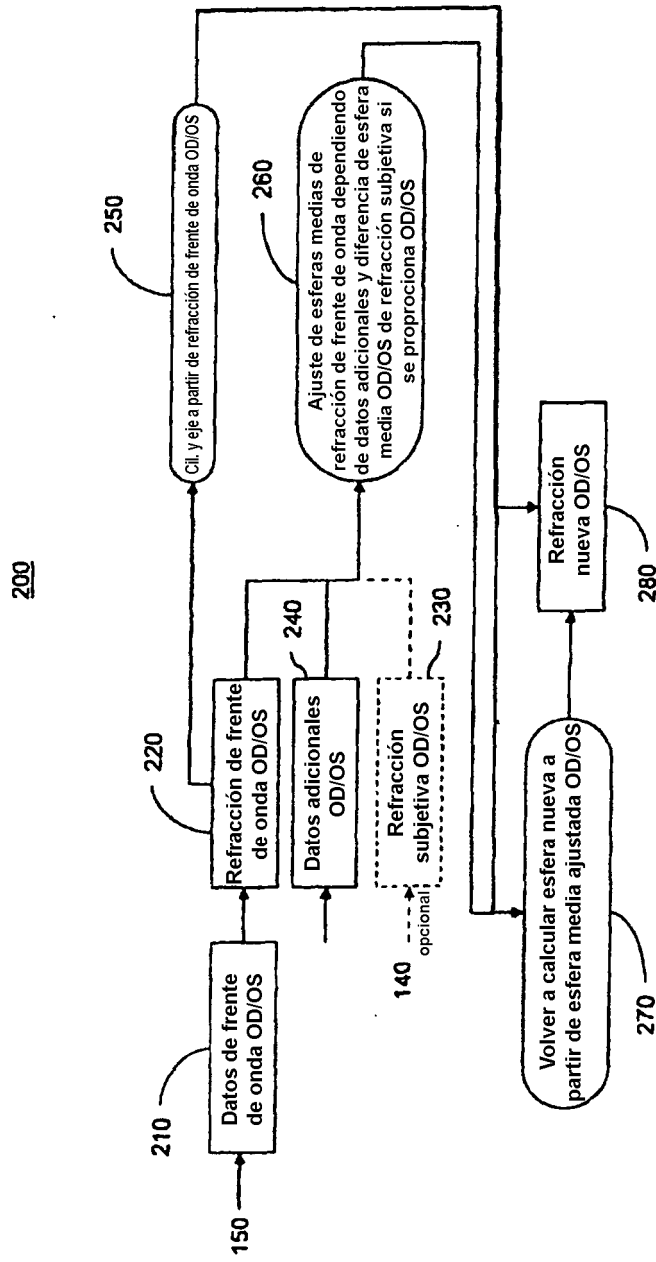 200
150
210
Datos de frente
de onda OD/OS
220
Refracción de frente
de onda OD/OS
240
Datos adicionales
OD/OS
140
opcional
Refracción
subjetiva OD/OS
230
250
Cil. y eje a partir de refracción de frente de onda OD/OS
260
Ajuste de esferas medias de
refracción de frente de onda dependiendo
de datos adicionales y diferencia de esfera
media OD/OS de refracción subjetiva si
se proprociona OD/OS
Volver a calcular esfera nueva a
partir de esfera media ajustada OD/OS
270
Refracción
nueva OD/OS
280